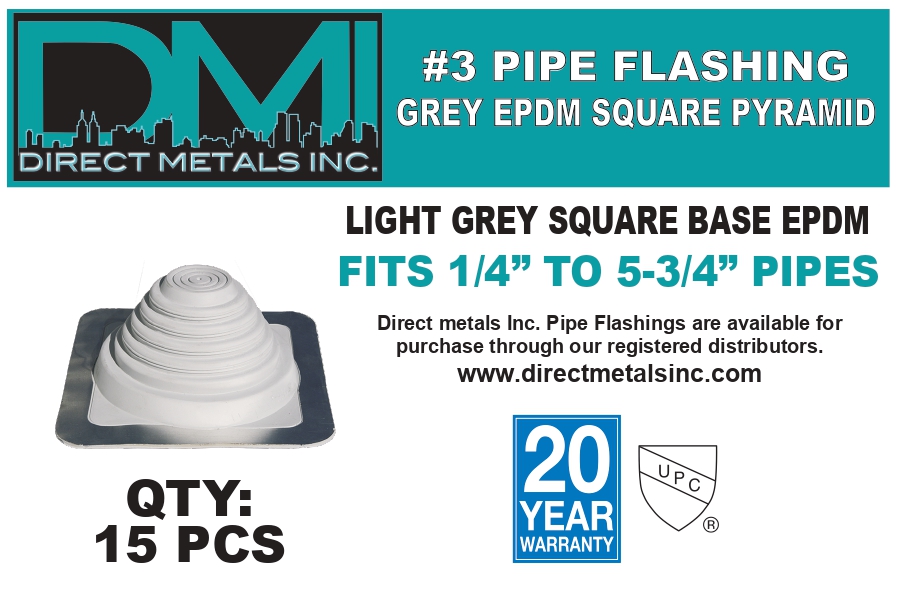 DMI
DIRECT METALS INC.
#3 PIPE FLASHING
GREY EPDM SQUARE PYRAMID
LIGHT GREY SQUARE BASE EPDM
FITS 1/4” TO 5-3/4” PIPES
Direct metals Inc. Pipe Flashings are available for
purchase through our registered distributors.
www.directmetalsinc.com
QTY:
15 PCS
20
YEAR
WARRANTY
UPC
®